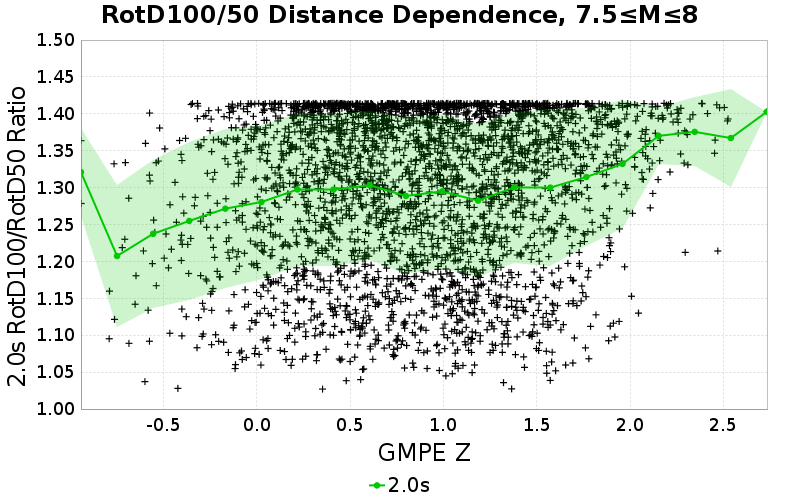 RotD100/50 Distance Dependence, 7.5≤M≤8
2.0s RotD100/RotD50 Ratio
1.50
1.45
1.40
1.35
1.30
1.25
1.20
1.15
1.10
1.05
1.00
-0.5 0.0 0.5 1.0 1.5 2.0 2.5
GMPE Z
2.0s